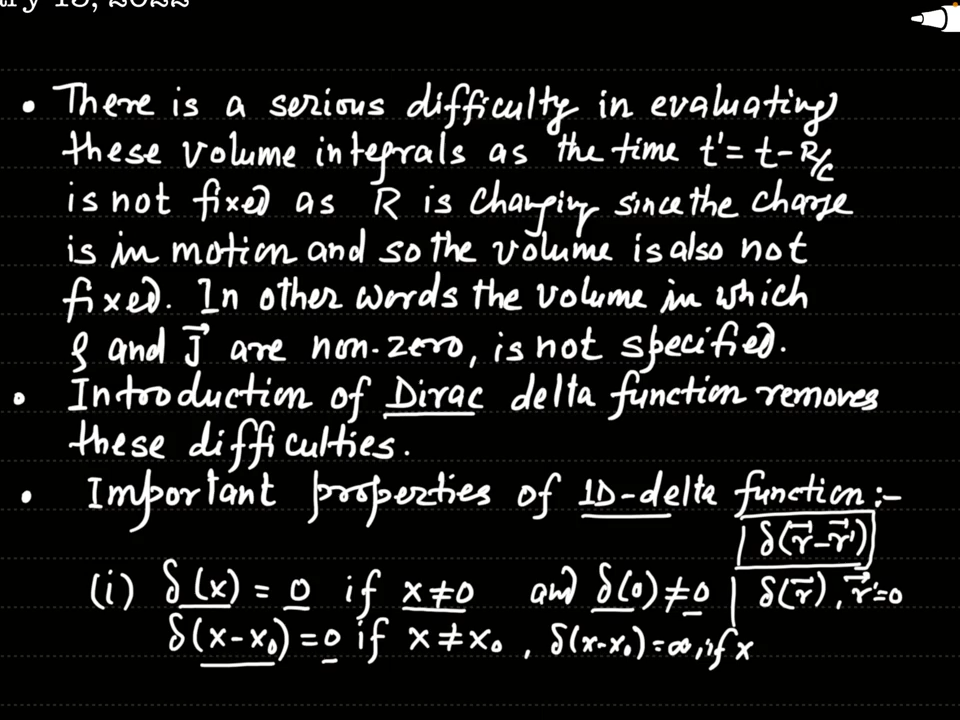 ary 13, 2022
• There is a serious difficulty in evaluating
these volume integrals as the time t' = t - R/c
is not fixed as R is changing since the charge
is in motion and so the volume is also not
fixed. In other words the volume in which
ρ and J⃗ are non-zero, is not specified.
• Introduction of Dirac delta function removes
these difficulties.
• Important properties of 1D-delta function :-
δ(r⃗-r⃗')
(i) δ(x) = 0 if x≠0 and δ(0)≠0 | δ(r⃗), r⃗'=0
δ(x-x₀) = 0 if x≠x₀, δ(x-x₀)=∞, if x